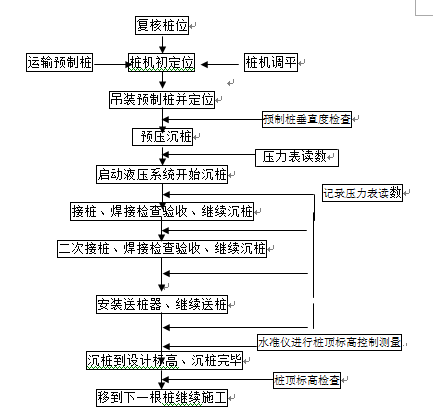 复核桩位
运输预制桩
桩机初定位
桩机调平
吊装预制桩并定位
预制桩垂直度检查
预压沉桩
压力表读数
启动液压系统开始沉桩
记录压力表读数
接桩、焊接检查验收、继续沉桩
二次接桩、焊接检查验收、继续沉桩
安装送桩器、继续送桩
水准仪进行桩顶标高控制测量
沉桩到设计标高、沉桩完毕
桩顶标高检查
移到下一根桩继续施工